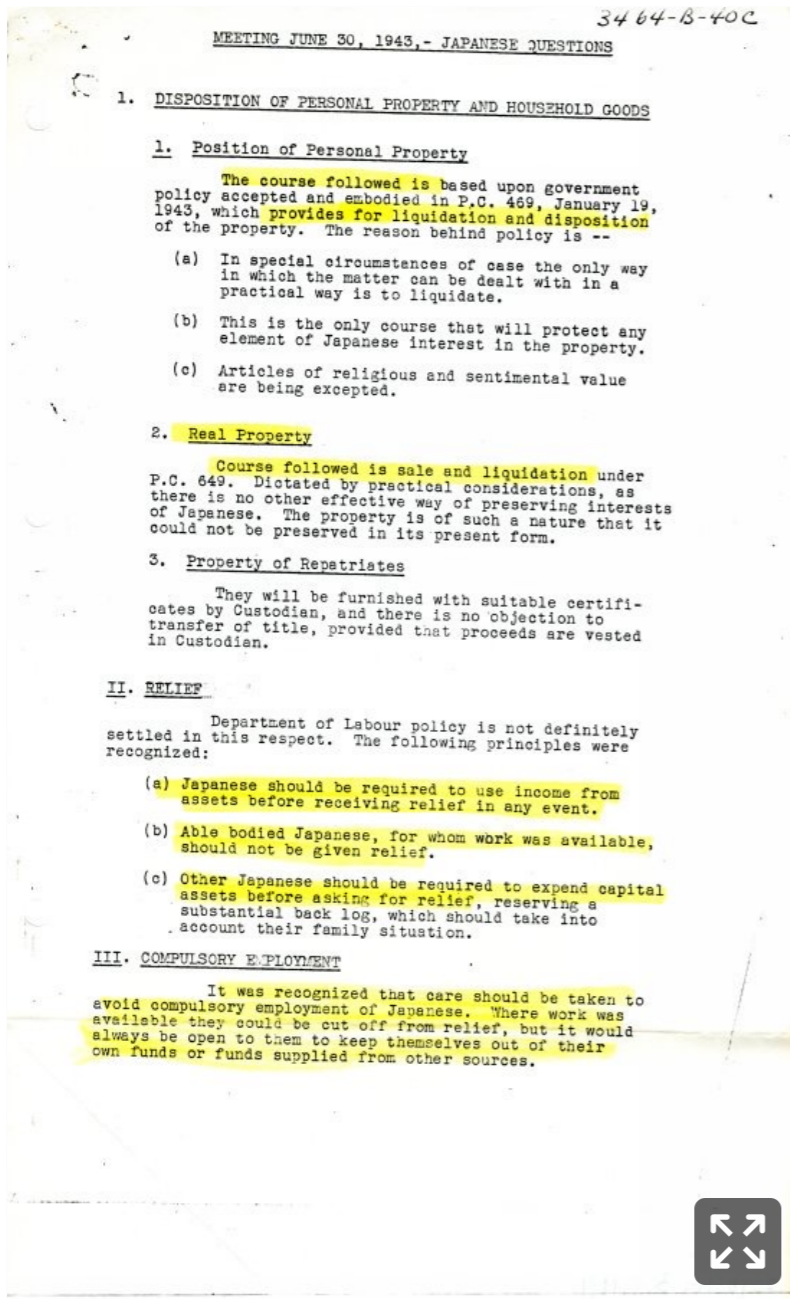 3464-B-40C
MEETING JUNE 30, 1943,- JAPANESE QUESTIONS
1. DISPOSITION OF PERSONAL PROPERTY AND HOUSEHOLD GOODS
1. Position of Personal Property
The course followed is based upon government
policy accepted and embodied in P.C. 469, January 19,
1943, which provides for liquidation and disposition
of the property. The reason behind policy is --
(a) In special circumstances of case the only way
in which the matter can be dealt with in a
practical way is to liquidate.
(b) This is the only course that will protect any
element of Japanese interest in the property.
(c) Articles of religious and sentimental value
are being excepted.
2. Real Property
Course followed is sale and liquidation under
P.C. 649. Dictated by practical considerations, as
there is no other effective way of preserving interests
of Japanese. The property is of such a nature that it
could not be preserved in its present form.
3. Property of Repatriates
They will be furnished with suitable certifi-
cates by Custodian, and there is no objection to
transfer of title, provided that proceeds are vested
in Custodian.
II. RELIEF
Department of Labour policy is not definitely
settled in this respect. The following principles were
recognized:
(a) Japanese should be required to use income from
assets before receiving relief in any event.
(b) Able bodied Japanese, for whom work was available,
should not be given relief.
(c) Other Japanese should be required to expend capital
assets before asking for relief, reserving a
substantial back log, which should take into
account their family situation.
III. COMPULSORY EMPLOYMENT
It was recognized that care should be taken to
avoid compulsory employment of Japanese. Where work was
available they could be cut off from relief, but it would
always be open to them to keep themselves out of their
own funds or funds supplied from other sources.